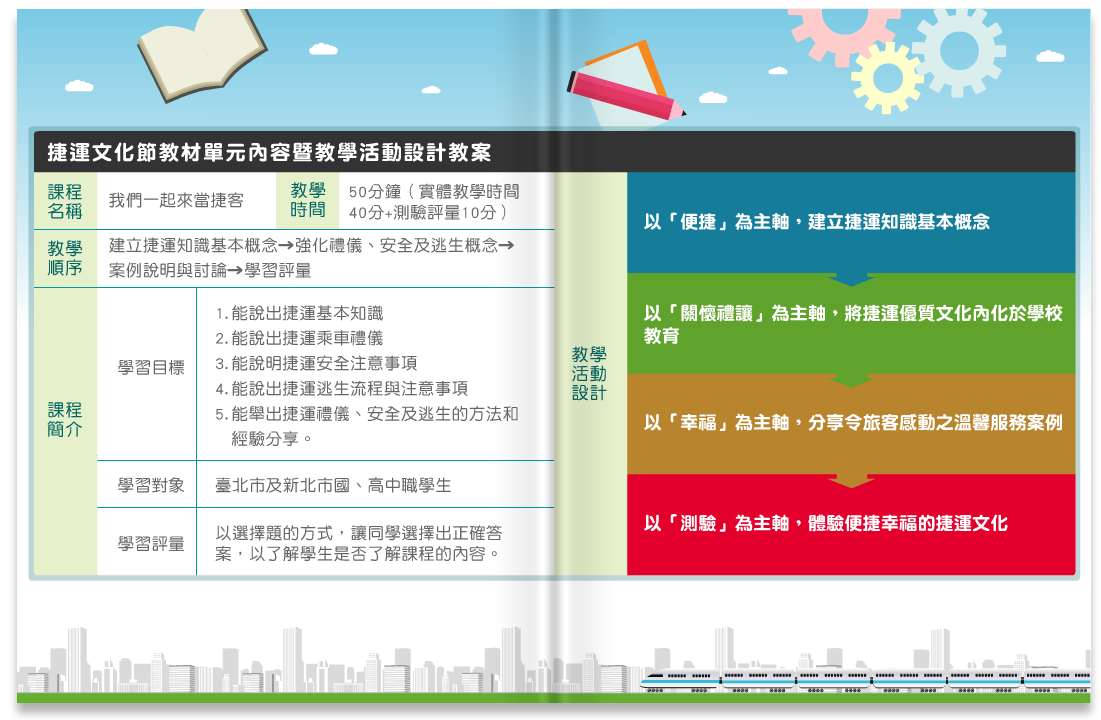 捷運文化節教材單元內容暨教學活動設計教案
課程
名稱
我們一起來當捷客
教學
時間
50分鐘（實體教學時間
40分+測驗評量10分）
教學
順序
建立捷運知識基本概念→強化禮儀、安全及逃生概念→
案例說明與討論→學習評量
課程
簡介
學習目標
1.能說出捷運基本知識
2.能說出捷運乘車禮儀
3.能說明捷運安全注意事項
4.能說出捷運逃生流程與注意事項
5.能舉出捷運禮儀、安全及逃生的方法和
經驗分享。
學習對象
臺北市及新北市國、高中職學生
學習評量
以選擇題的方式，讓同學選擇出正確答
案，以了解學生是否了解課程的內容。
教學
活動
設計
以「便捷」為主軸，建立捷運知識基本概念
以「關懷禮讓」為主軸，將捷運優質文化內化於學校
教育
以「幸福」為主軸，分享令旅客感動之溫馨服務案例
以「測驗」為主軸，體驗便捷幸福的捷運文化